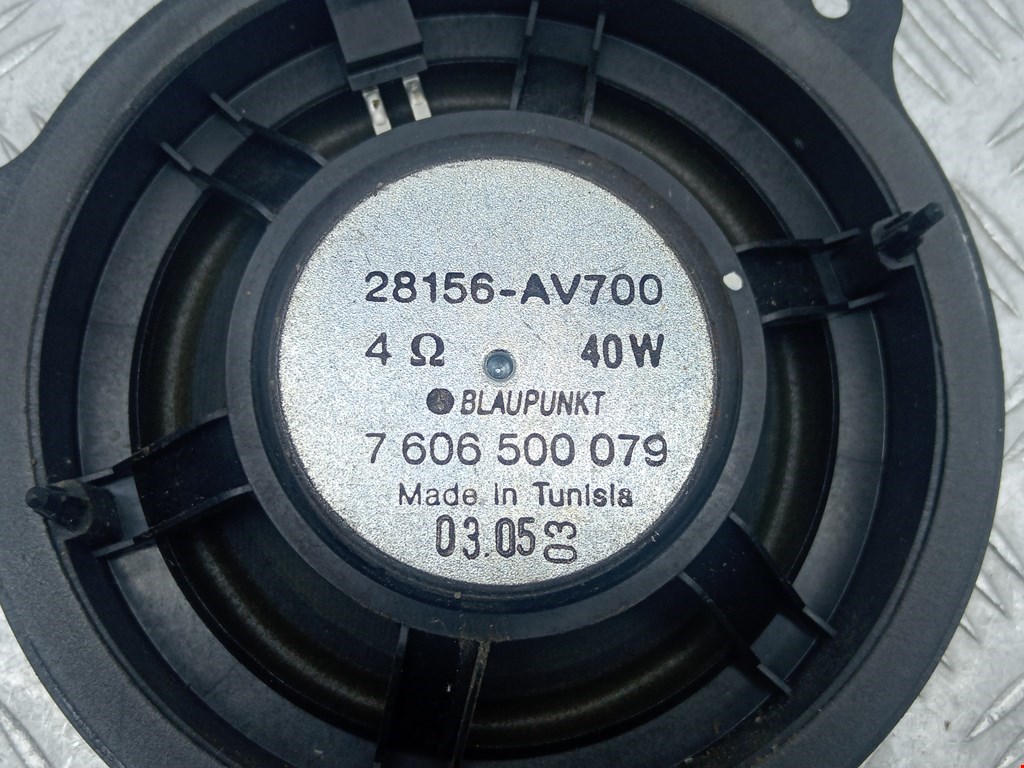 28156-AV700
4 Ω 40W
BLAUPUNKT
7 606 500 079
Made in Tunisia
03.05 03